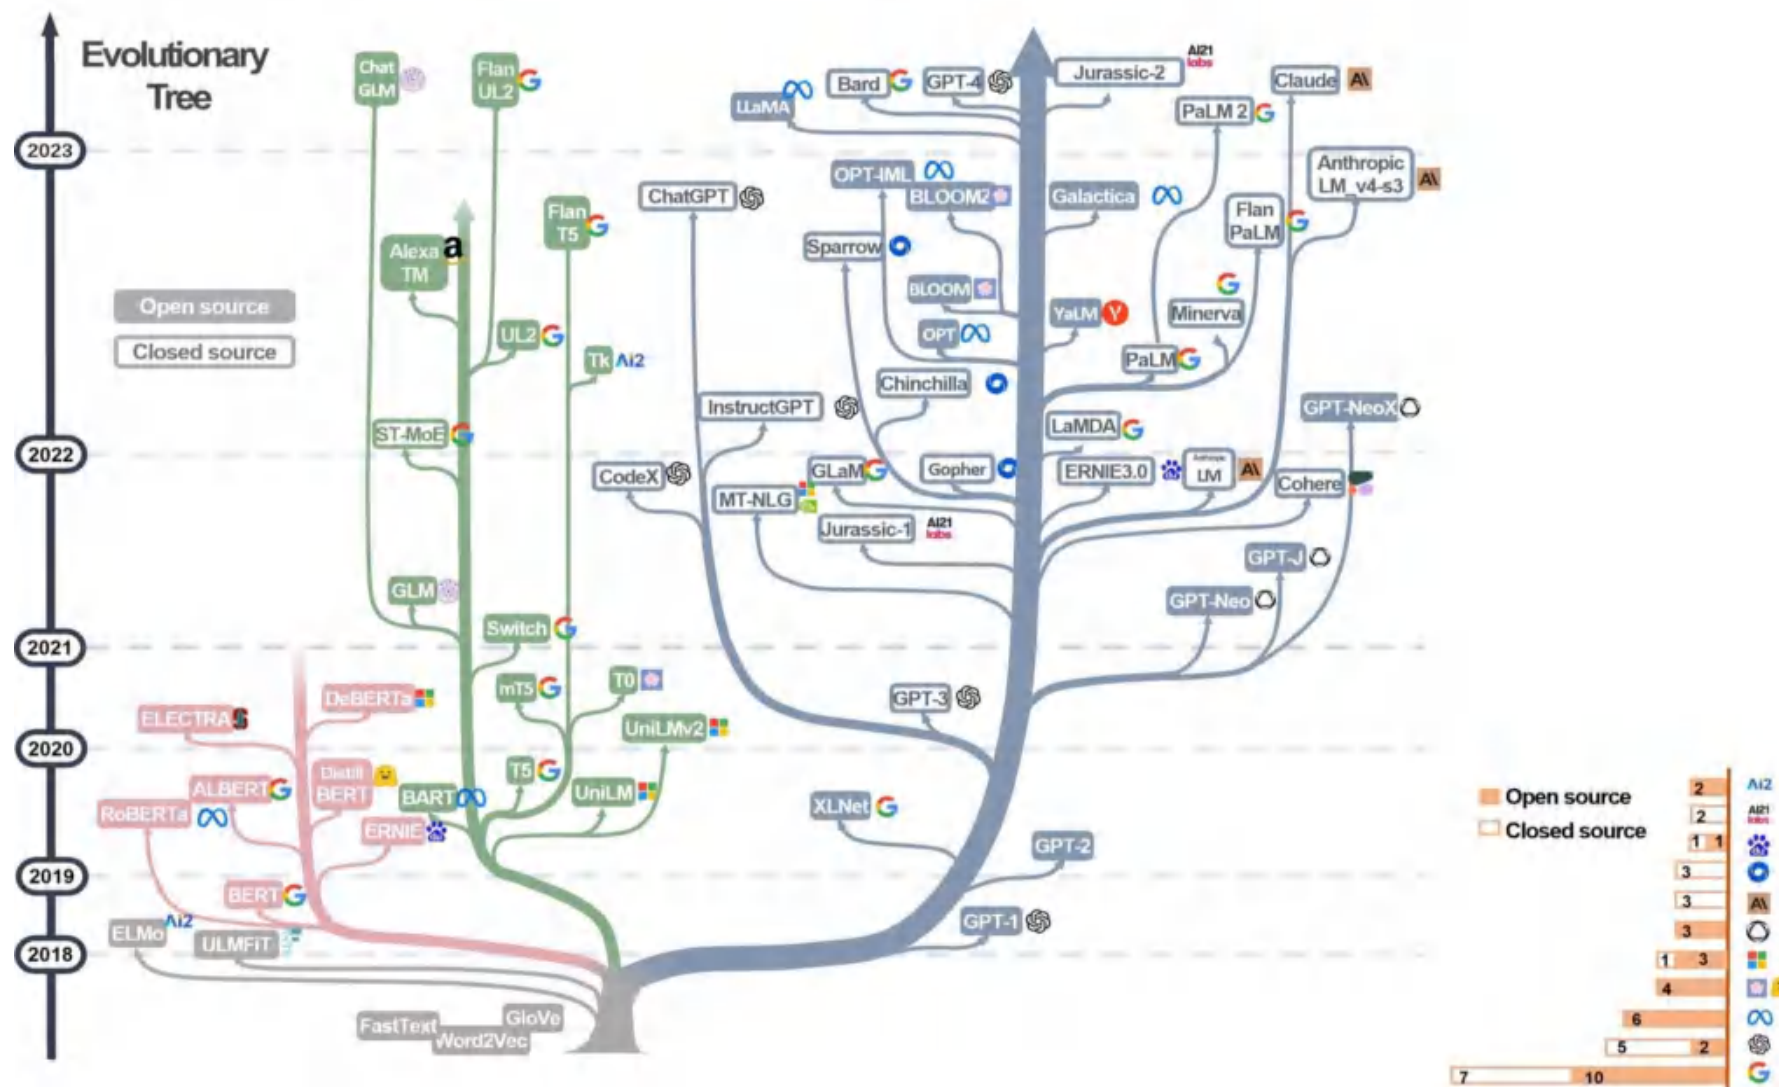 Evolutionary
Tree
2023
2022
2021
2020
2019
2018
Open source
Closed source
Chat
GLM
Flan
UL2
Alexa
TM
a
Flan
T5
UL2
Tk
Ai2
ST-MoE
GLM
Switch
mT5
T0
UniLMv2
T5
BART
UniLM
DeBERTa
ELECTRA
ALBERT
Distill
BERT
RoBERTa
ERNIE
BERT
ELMo
Ai2
ULMFiT
FastText
GloVe
Word2Vec
LLaMA
Bard
GPT-4
Jurassic-2
AI21
labs
Claude
A\
PaLM 2
Anthropic
LM_v4-s3
A\
OPT-IML
BLOOMZ
Galactica
ChatGPT
Flan
PaLM
Sparrow
BLOOM
YaLM
Minerva
OPT
PaLM
Chinchilla
InstructGPT
LaMDA
GPT-NeoX
CodeX
GLaM
Gopher
ERNIE3.0
Anthropic
LM
A\
Cohere
MT-NLG
Jurassic-1
AI21
labs
GPT-J
GPT-Neo
GPT-3
XLNet
GPT-2
GPT-1
Open source
Closed source
2 Ai2
2 AI21
labs
1 1
3
3 A\
3
1 3
4
6
5 2
7 10